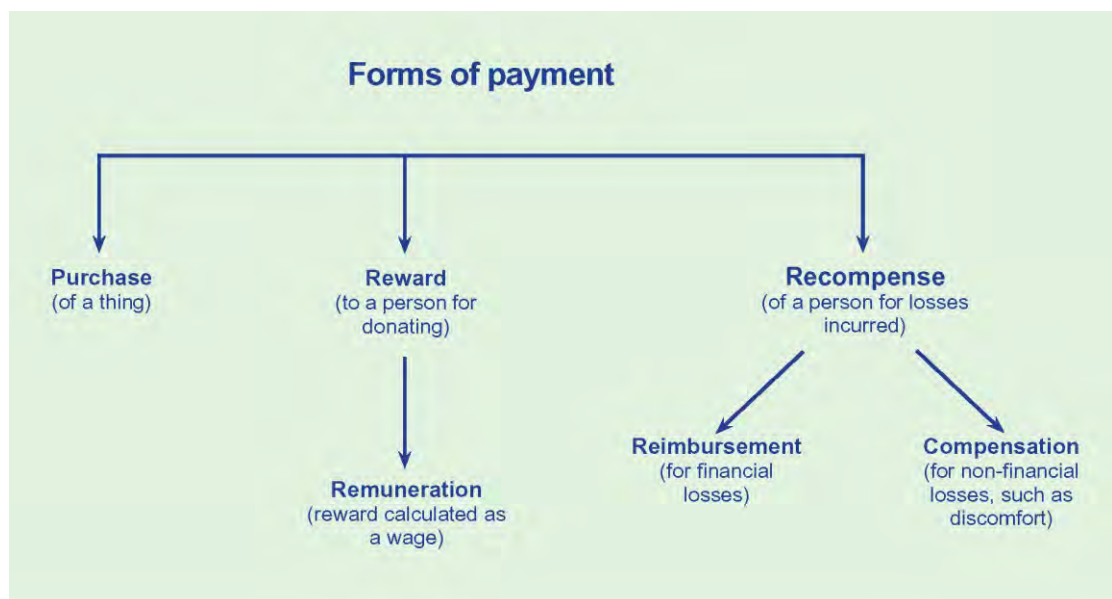 Forms of payment
Purchase
(of a thing)
Reward
(to a person for
donating)
Recompense
(of a person for losses
incurred)
Remuneration
(reward calculated as
a wage)
Reimbursement
(for financial
losses)
Compensation
(for non-financial
losses, such as
discomfort)